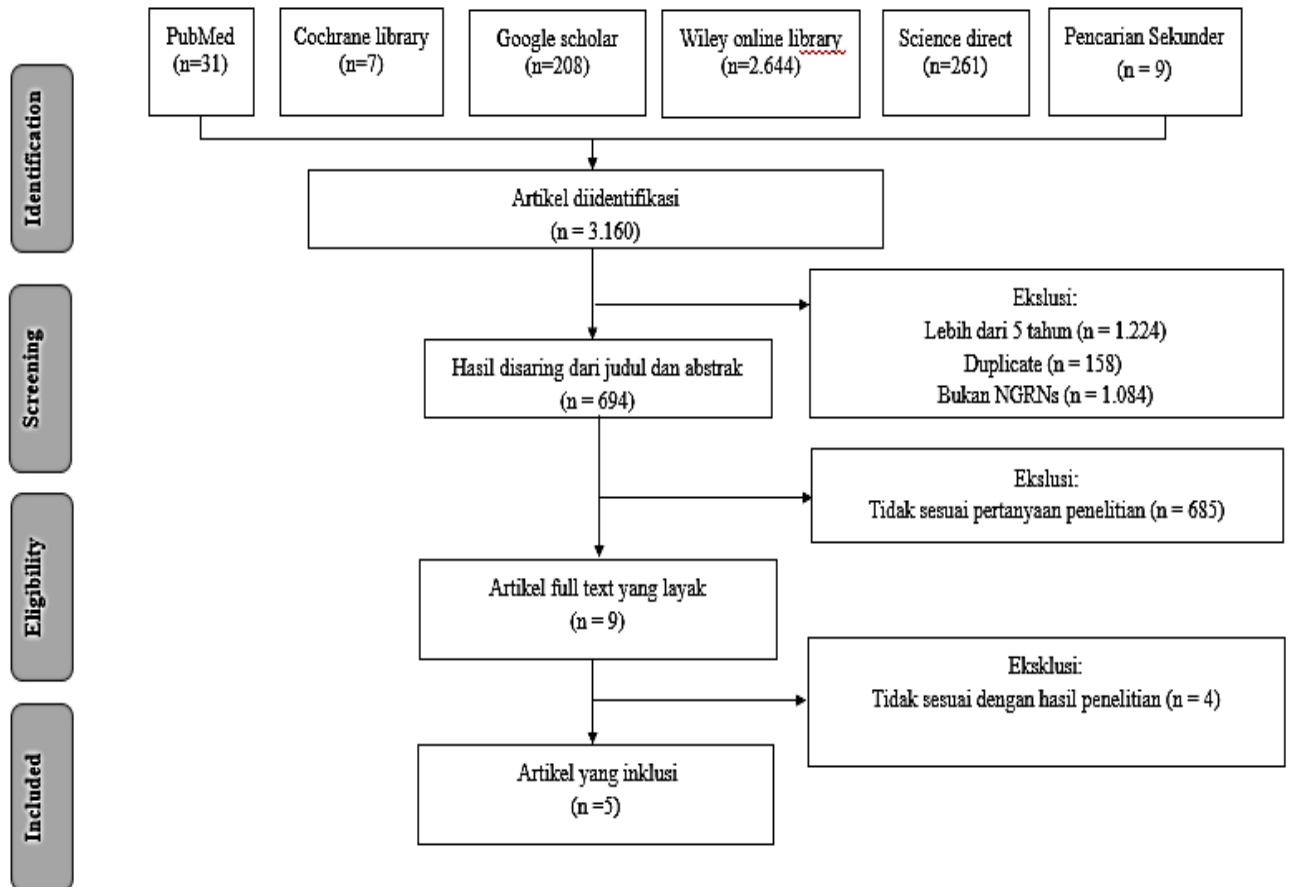 PubMed
(n=31)
Cochrane library
(n=7)
Google scholar
(n=208)
Wiley online library
(n=2.644)
Science direct
(n=261)
Pencarian Sekunder
(n = 9)
Identification
Artikel diidentifikasi
(n = 3.160)
Screening
Ekslusi:
Lebih dari 5 tahun (n = 1.224)
Duplicate (n = 158)
Bukan NGRNs (n = 1.084)
Hasil disaring dari judul dan abstrak
(n = 694)
Ekslusi:
Tidak sesuai pertanyaan penelitian (n = 685)
Eligibility
Artikel full text yang layak
(n = 9)
Eksklusi:
Tidak sesuai dengan hasil penelitian (n = 4)
Included
Artikel yang inklusi
(n =5)